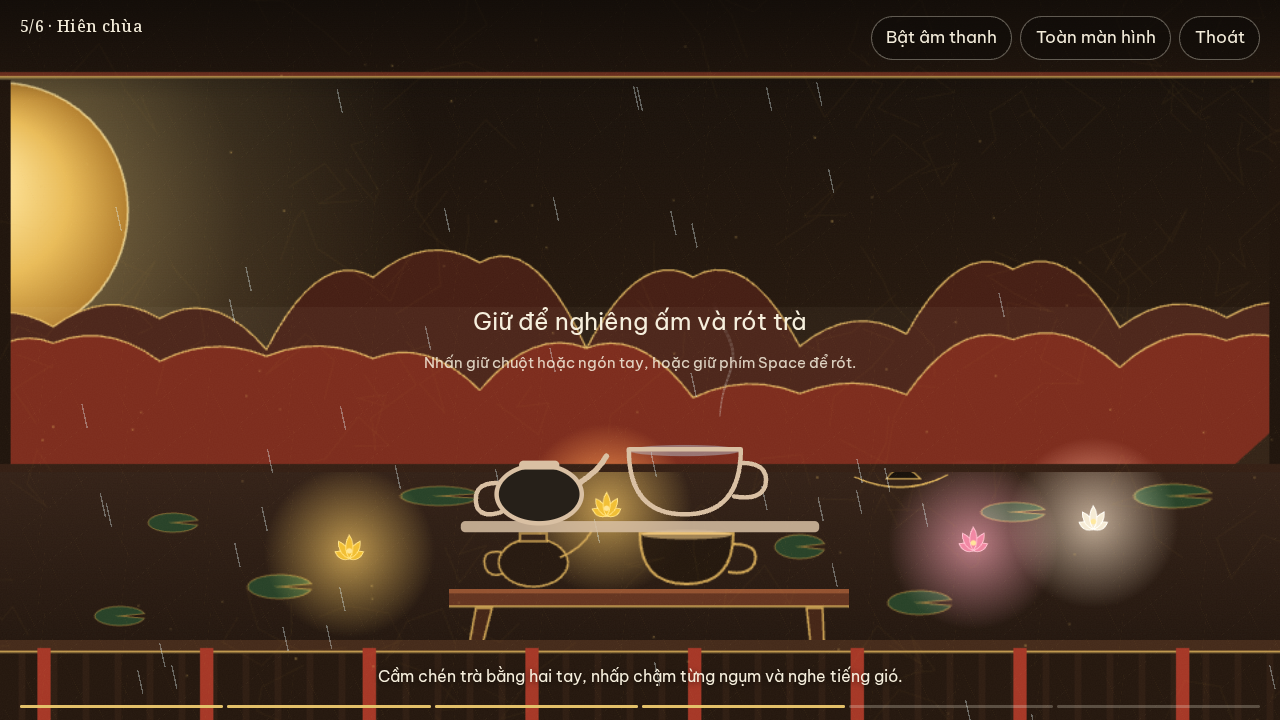 5/6 · Hiên chùa
Bật âm thanh
Toàn màn hình
Thoát
Giữ để nghiêng ấm và rót trà
Nhấn giữ chuột hoặc ngón tay, hoặc giữ phím Space để rót.
Cầm chén trà bằng hai tay, nhấp chậm từng ngụm và nghe tiếng gió.